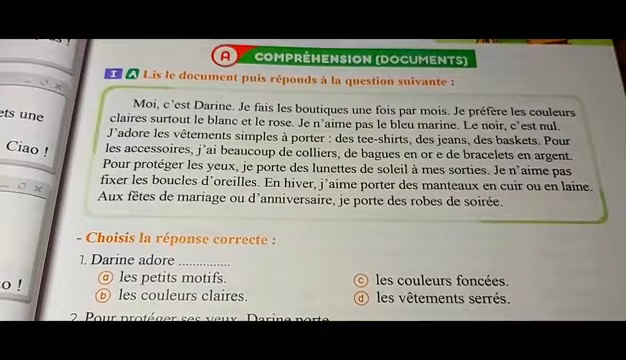 ets une
Ciao !
o !
A COMPRÉHENSION (DOCUMENTS)
I A Lis le document puis réponds à la question suivante :
Moi, c'est Darine. Je fais les boutiques une fois par mois. Je préfère les couleurs
claires surtout le blanc et le rose. Je n'aime pas le bleu marine. Le noir, c'est nul.
J'adore les vêtements simples à porter : des tee-shirts, des jeans, des baskets. Pour
les accessoires, j'ai beaucoup de colliers, de bagues en or e de bracelets en argent.
Pour protéger les yeux, je porte des lunettes de soleil à mes sorties. Je n'aime pas
fixer les boucles d'oreilles. En hiver, j'aime porter des manteaux en cuir ou en laine.
Aux fêtes de mariage ou d'anniversaire, je porte des robes de soirée.
- Choisis la réponse correcte :
1. Darine adore ..............
a les petits motifs.
b les couleurs claires.
c les couleurs foncées.
d les vêtements serrés.
2. Pour protéger ses yeux, Darine porte